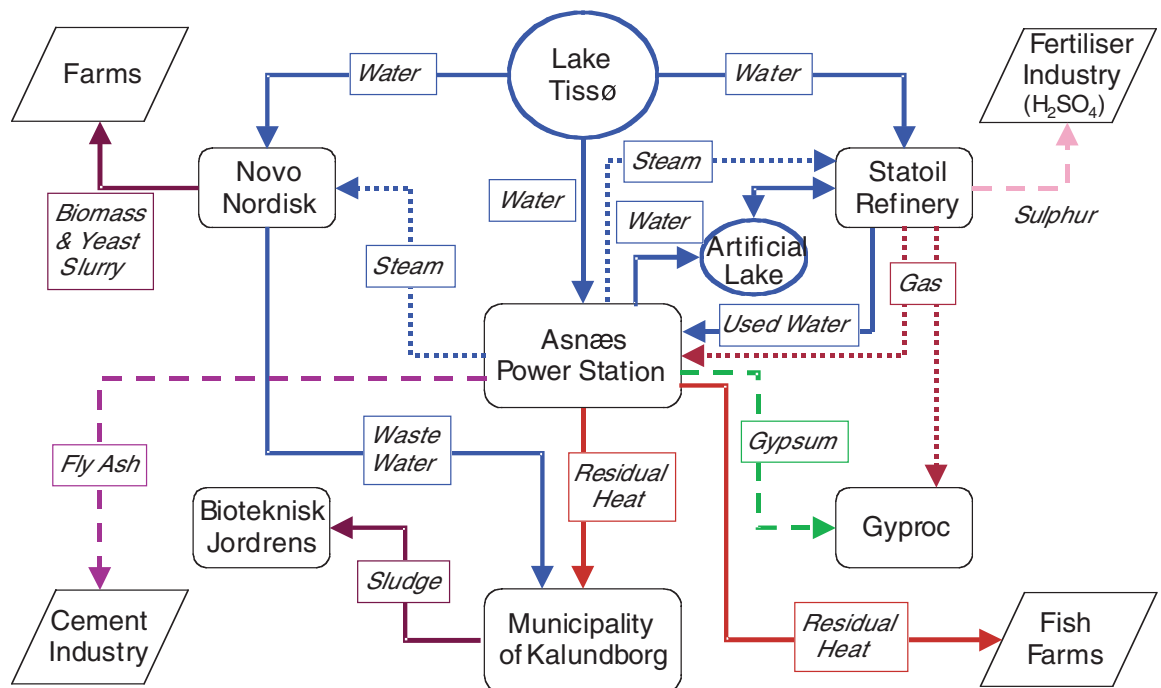 Farms
Water
Lake
Tissø
Water
Fertiliser
Industry
(H₂SO₄)
Novo
Nordisk
Steam
Statoil
Refinery
Sulphur
Biomass
& Yeast
Slurry
Steam
Water
Water
Artificial
Lake
Gas
Used Water
Asnæs
Power Station
Fly Ash
Waste
Water
Residual
Heat
Gypsum
Bioteknisk
Jordrens
Sludge
Gyproc
Cement
Industry
Municipality
of Kalundborg
Residual
Heat
Fish
Farms